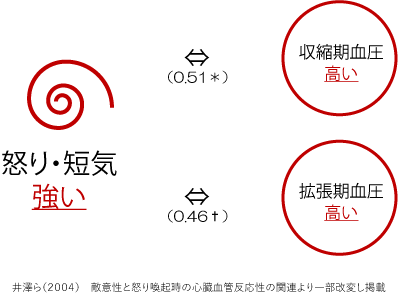 怒り・短気
強い
⇔
(0.51＊)
収縮期血圧
高い
⇔
(0.46†)
拡張期血圧
高い
井澤ら(2004)　敵意性と怒り喚起時の心臓血管反応性の関連より一部改変し掲載